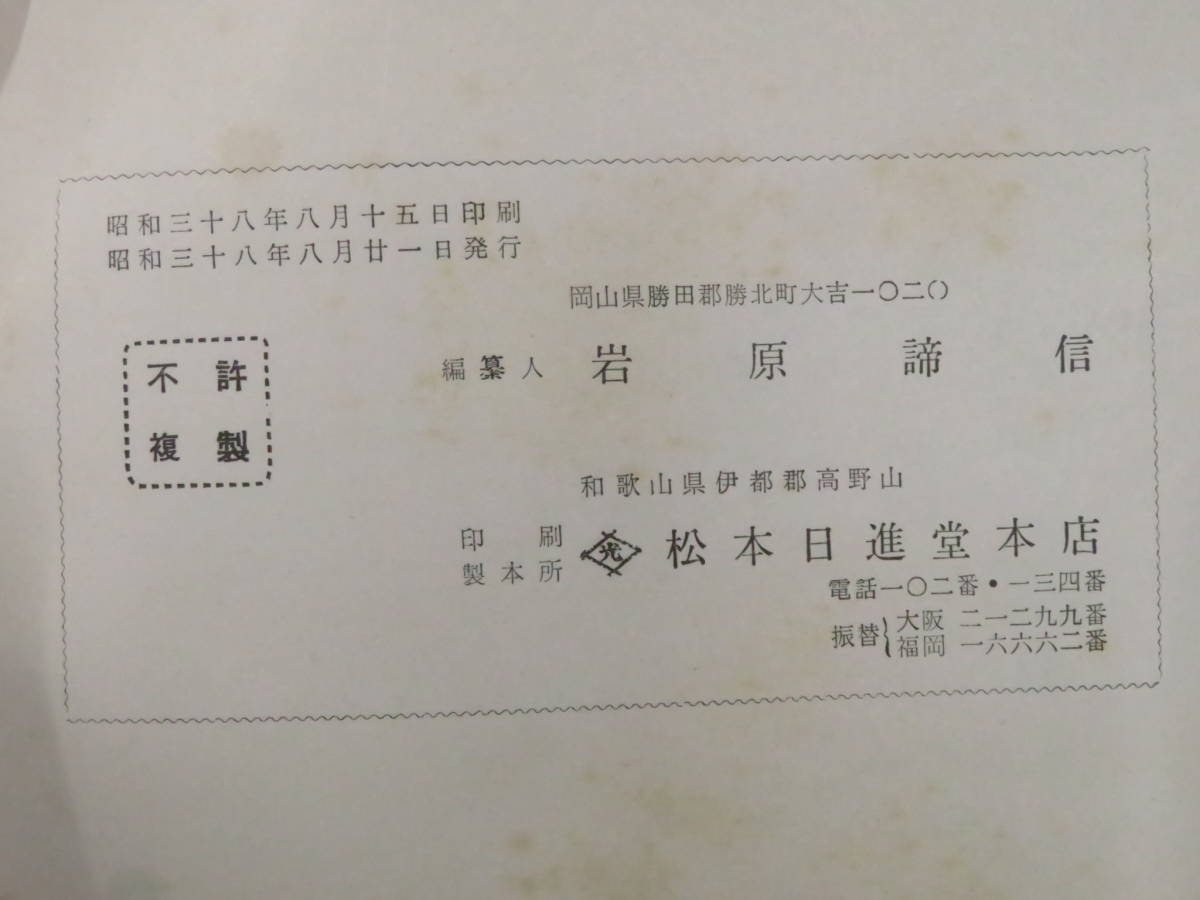 昭和三十八年八月十五日印刷
昭和三十八年八月廿一日発行
岡山県勝田郡勝北町大吉一〇二〇
編纂人 岩原諦信
不許
複製
和歌山県伊都郡高野山
印刷
製本所
光 松本日進堂本店
電話一〇二番・一三四番
振替 大阪 二一二九九番
福岡 一六六六二番